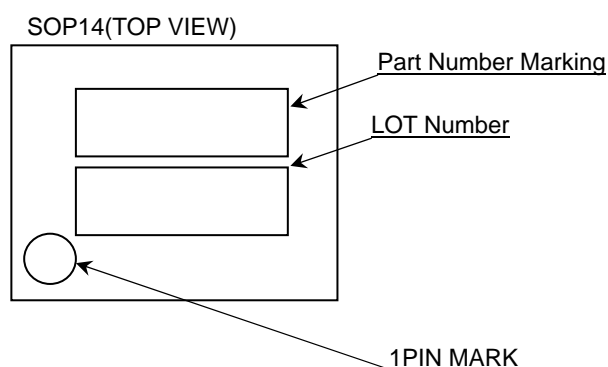 SOP14(TOP VIEW)
Part Number Marking
LOT Number
1PIN MARK